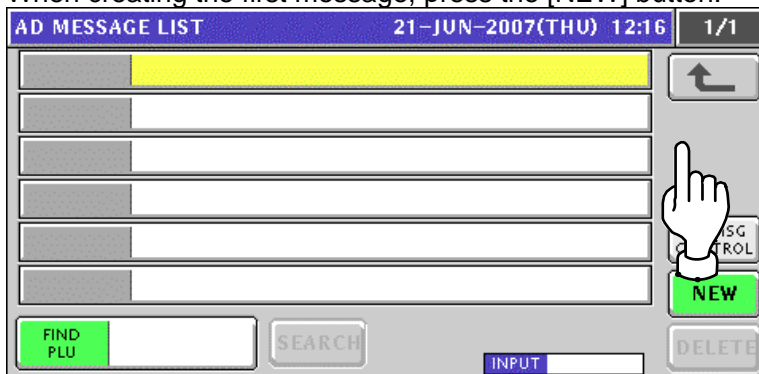 When creating the first message, press the [NEW] button.
AD MESSAGE LIST 21-JUN-2007(THU) 12:16 1/1
NEW
FIND
PLU
SEARCH
INPUT
DELETE